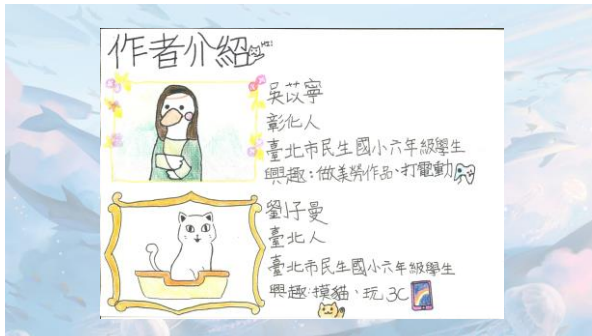 作者介紹
HI!
吳苡寧
彰化人
臺北市民生國小六年級學生
興趣:做美勞作品、打電動
劉子曼
臺北人
臺北市民生國小六年級學生
興趣:摸貓、玩3C